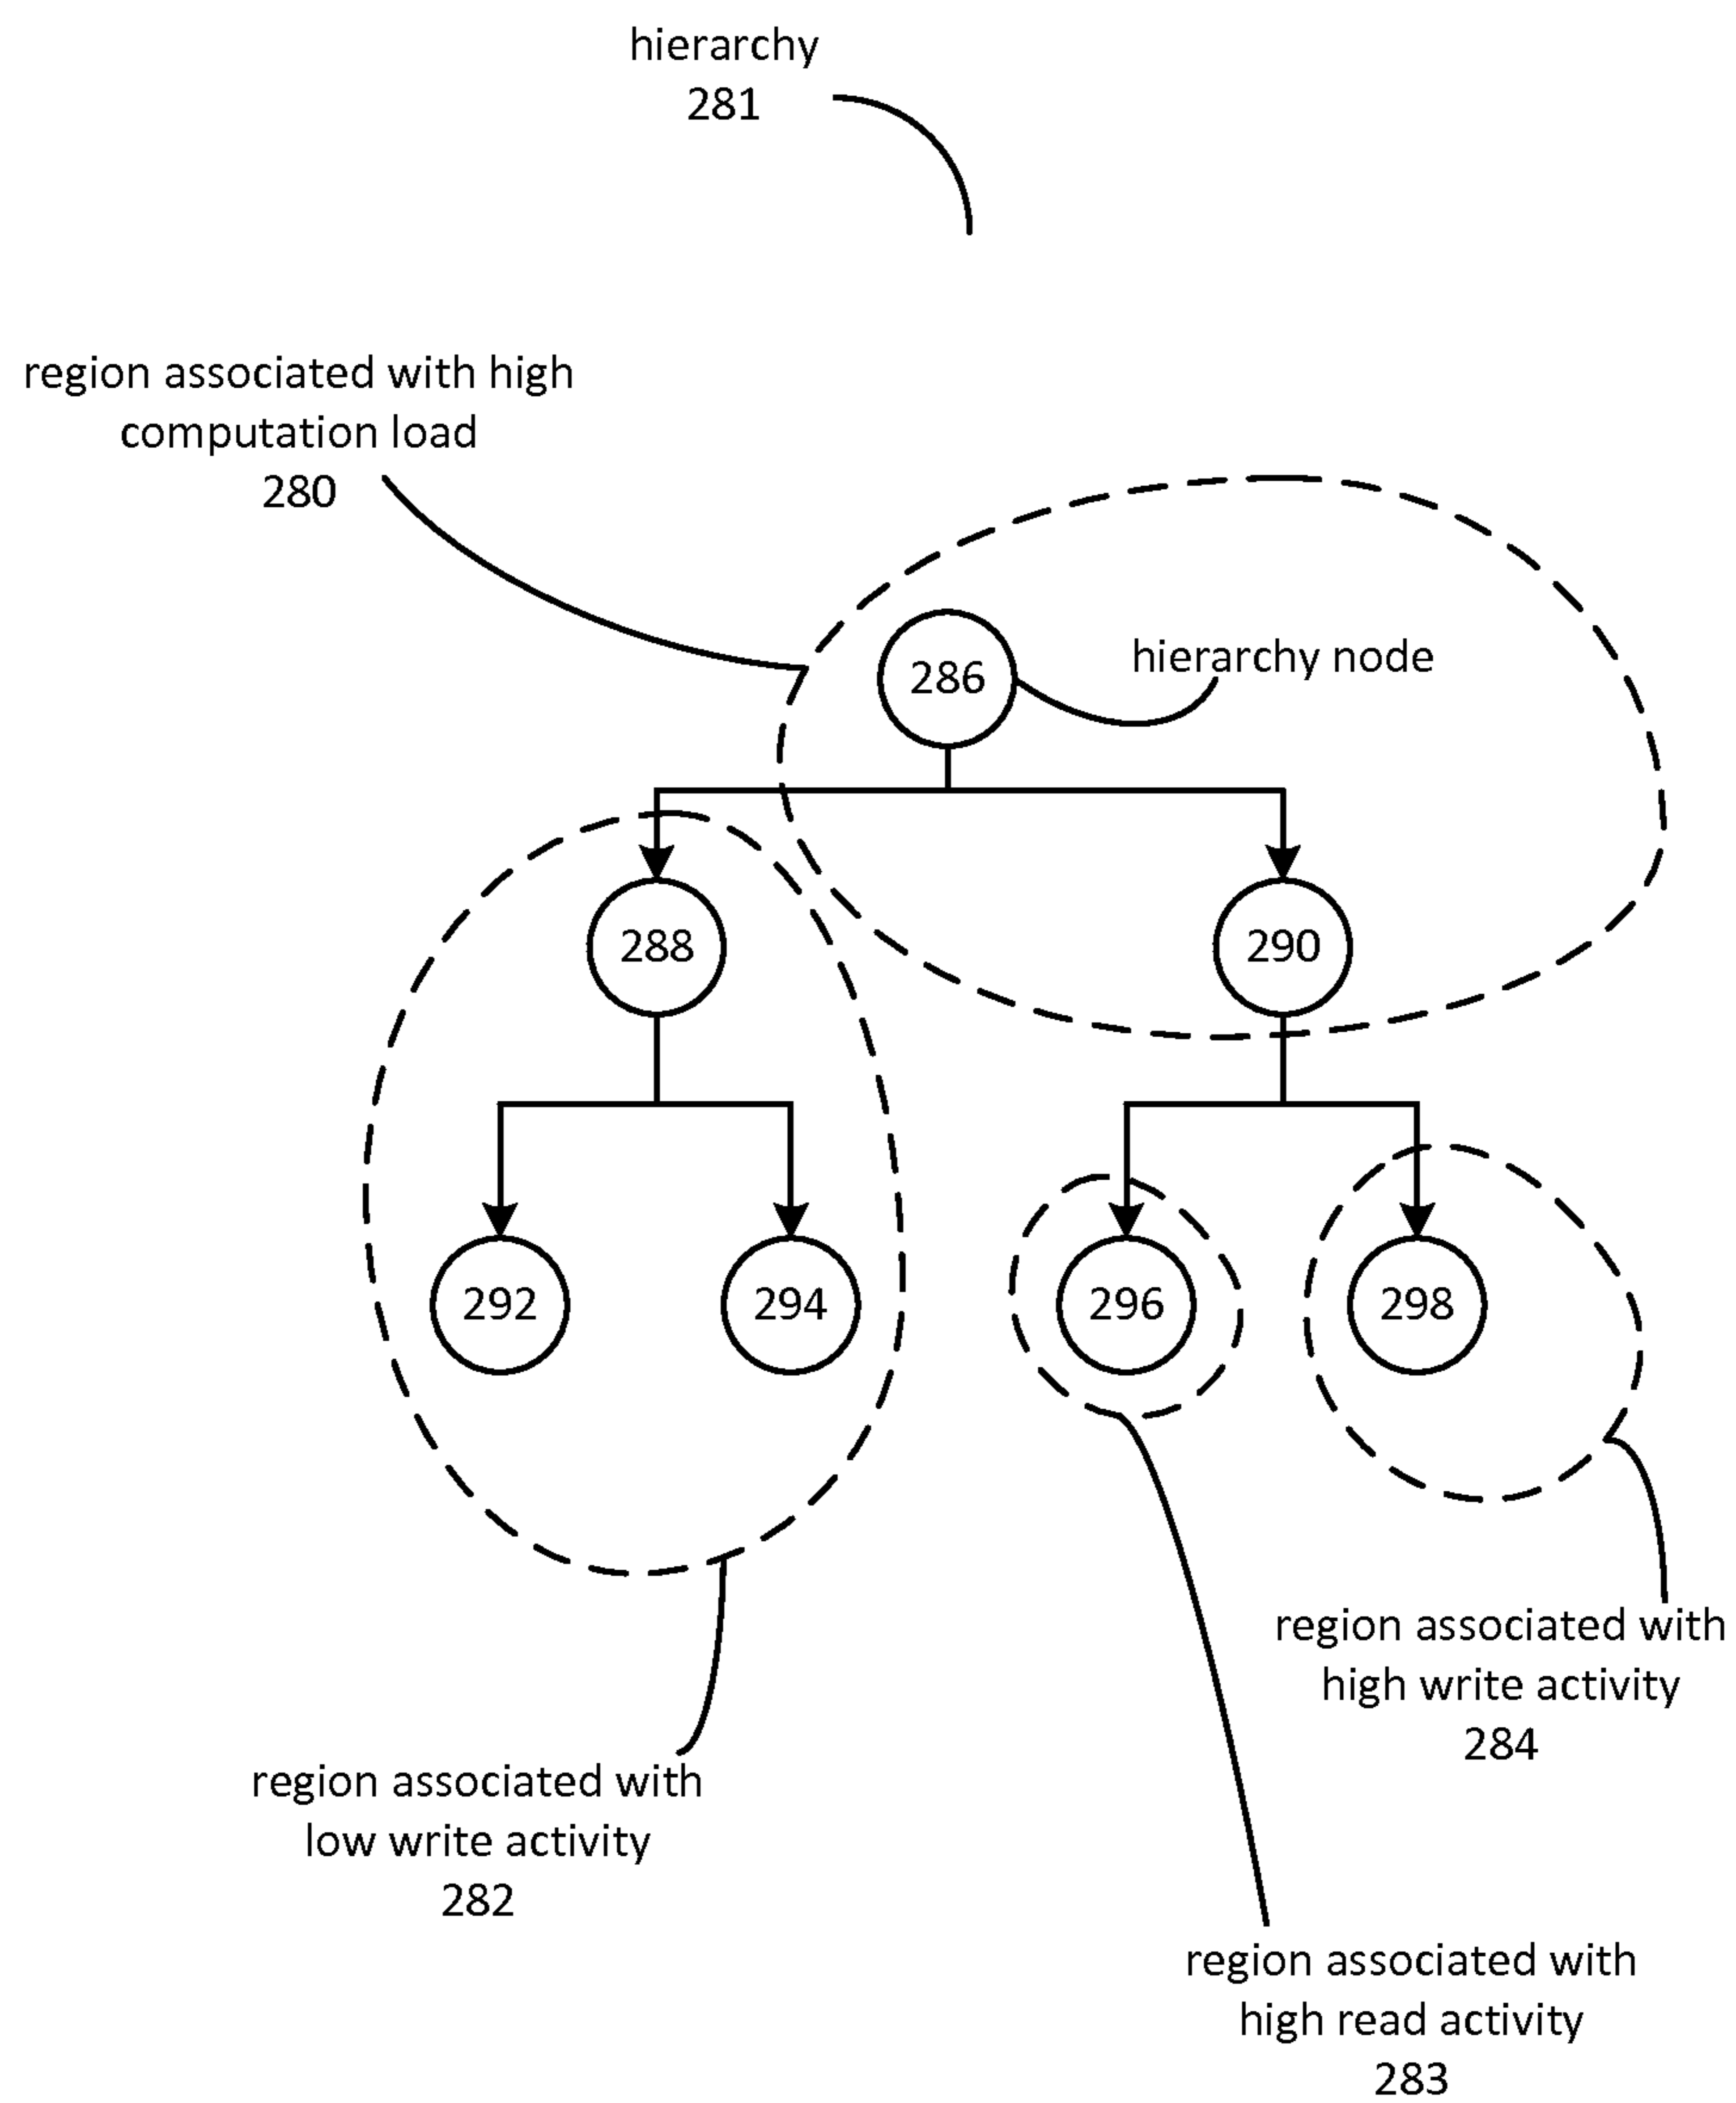 hierarchy
281
region associated with high
computation load
280
286
hierarchy node
288
290
292
294
296
298
region associated with
high write activity
284
region associated with
low write activity
282
region associated with
high read activity
283